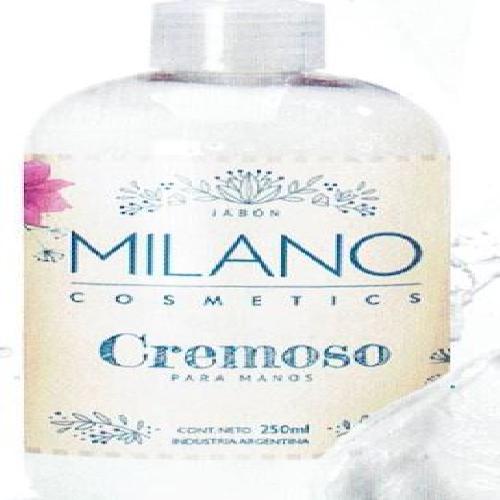 JABÓN
MILANO
COSMETICS
Cremoso
PARA MANOS
CONT. NETO 250ml
INDUSTRIA ARGENTINA